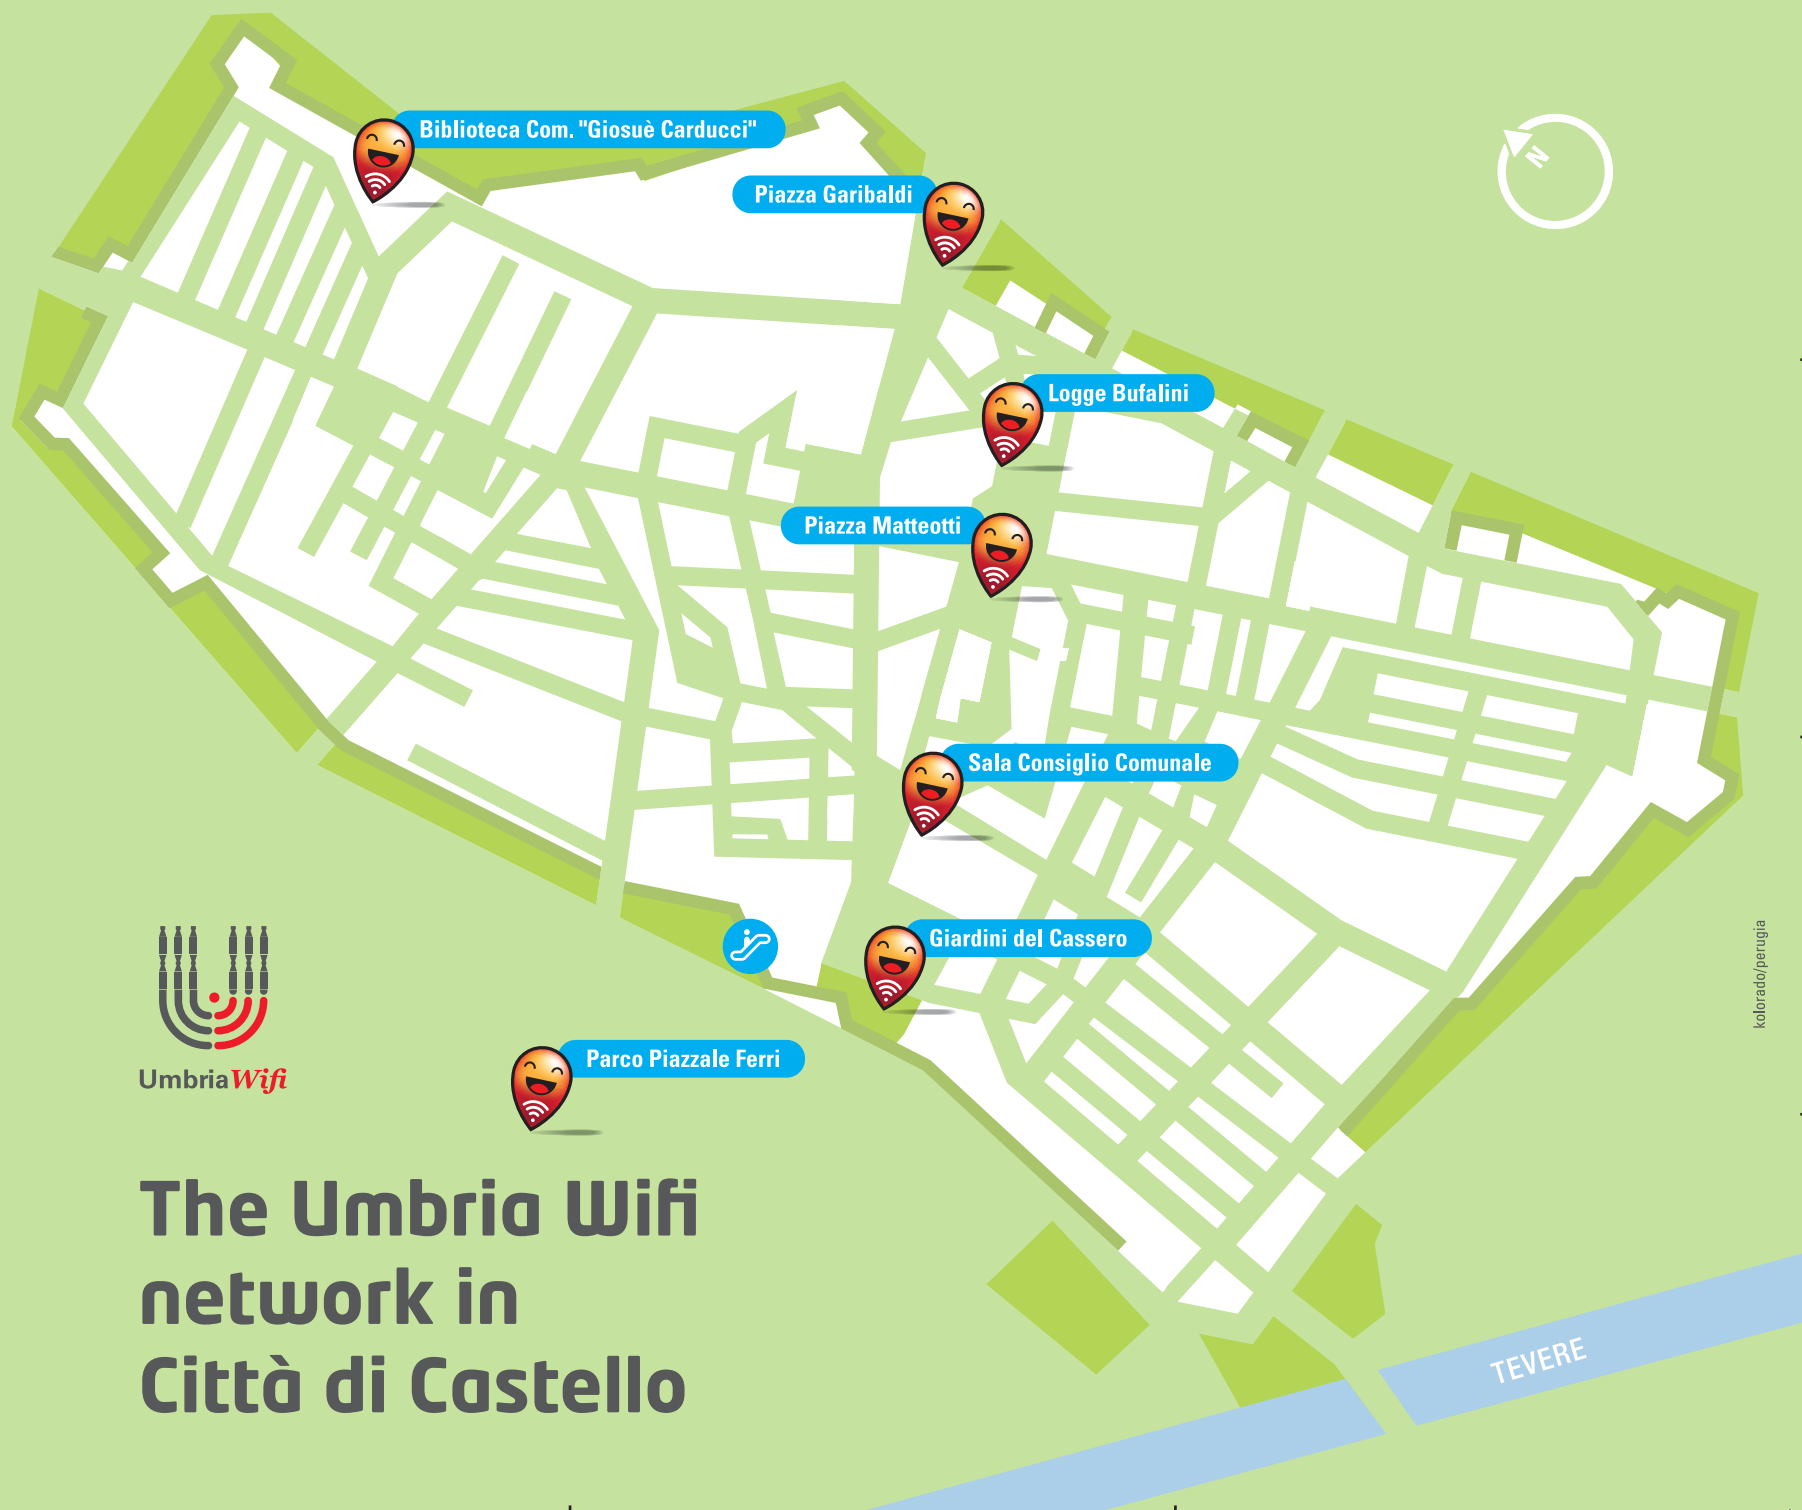 Biblioteca Com. "Giosuè Carducci"
Piazza Garibaldi
N
Logge Bufalini
Piazza Matteotti
Sala Consiglio Comunale
Giardini del Cassero
Parco Piazzale Ferri
UmbriaWifi
kolorado/perugia
The Umbria Wifi
network in
Città di Castello
TEVERE